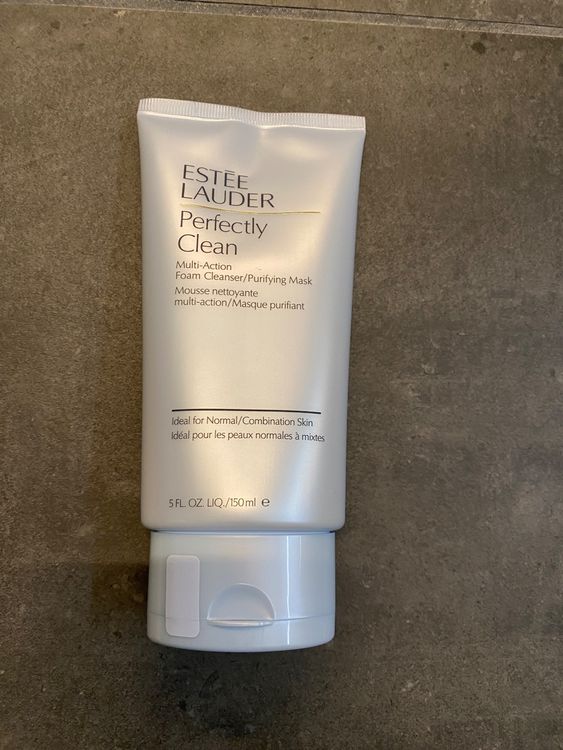 ESTĒE
LAUDER
Perfectly
Clean
Multi-Action
Foam Cleanser/Purifying Mask
Mousse nettoyante
multi-action/Masque purifiant
Ideal for Normal/Combination Skin
Idéal pour les peaux normales à mixtes
5 FL. OZ. LIQ./150 ml ℮